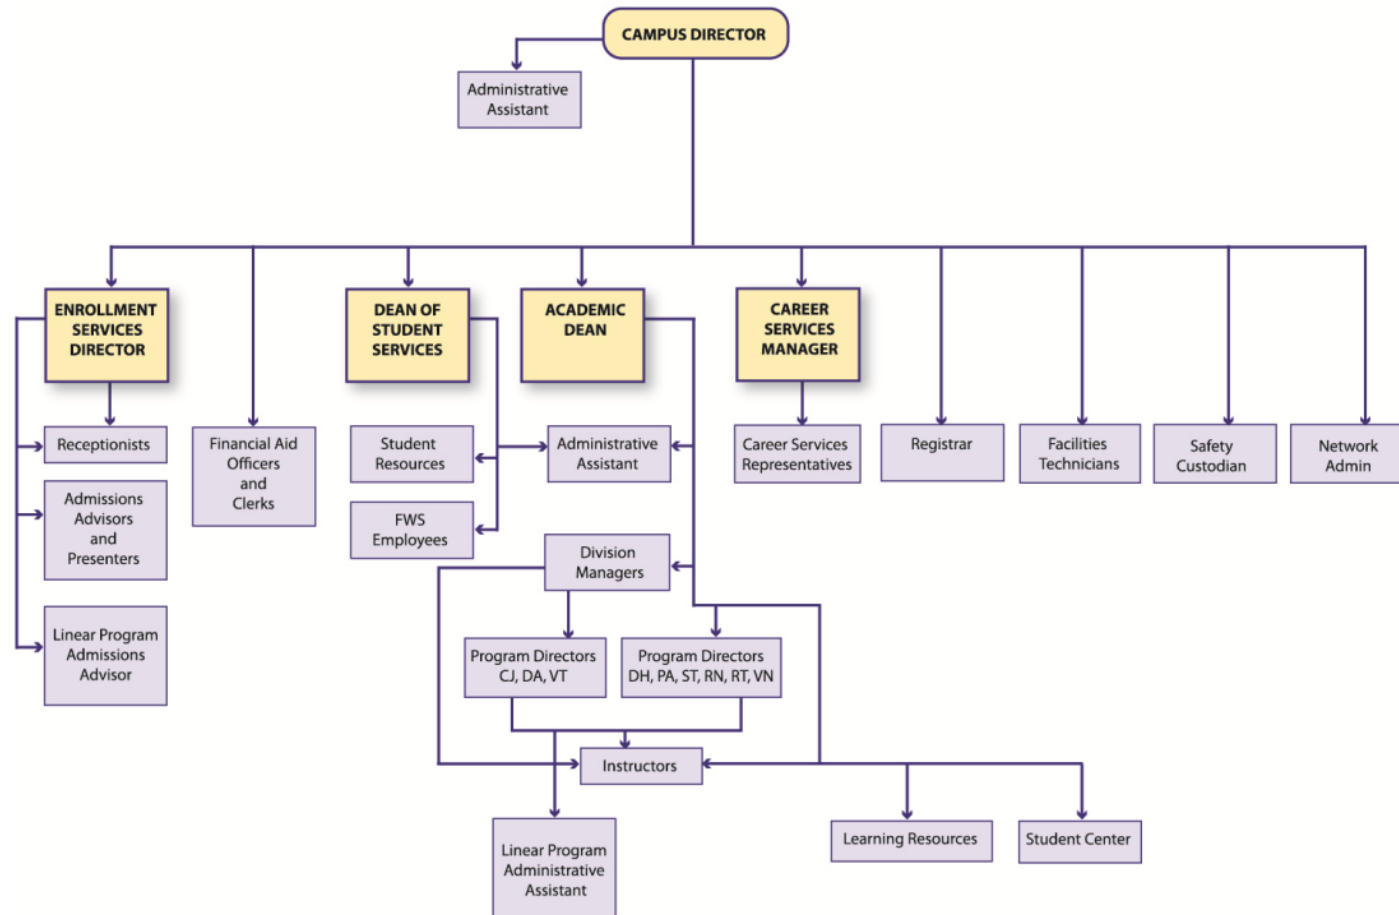 CAMPUS DIRECTOR
Administrative
Assistant
ENROLLMENT
SERVICES
DIRECTOR
DEAN OF
STUDENT
SERVICES
ACADEMIC
DEAN
CAREER
SERVICES
MANAGER
Receptionists
Financial Aid
Officers
and
Clerks
Student
Resources
Administrative
Assistant
Career Services
Representatives
Registrar
Facilities
Technicians
Safety
Custodian
Network
Admin
Admissions
Advisors
and
Presenters
FWS
Employees
Division
Managers
Linear Program
Admissions
Advisor
Program Directors
CJ, DA, VT
Program Directors
DH, PA, ST, RN, RT, VN
Instructors
Linear Program
Administrative
Assistant
Learning Resources
Student Center